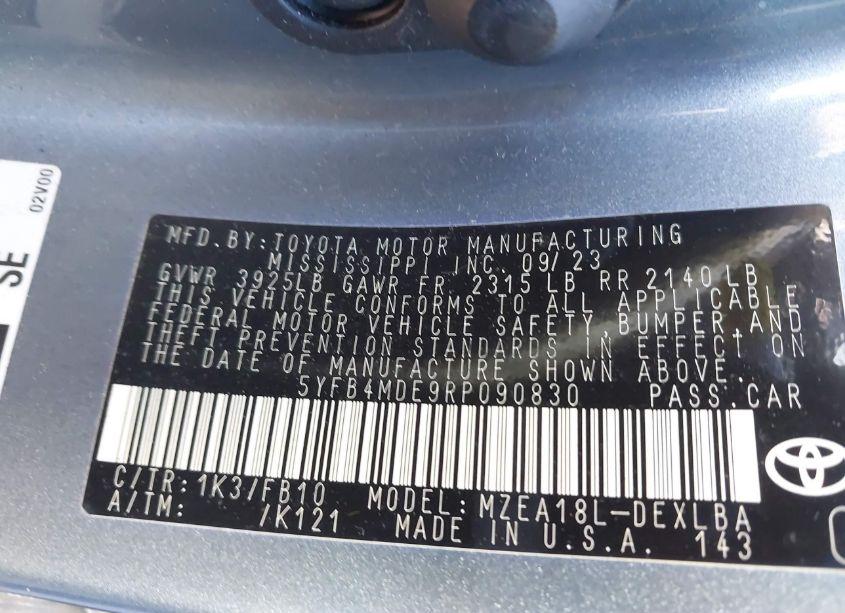 MFD. BY: TOYOTA MOTOR MANUFACTURING
MISSISSIPPI INC. 09/23
GVWR 3925LB GAWR FR. 2315 LB RR 2140 LB
THIS VEHICLE CONFORMS TO ALL APPLICABLE
FEDERAL MOTOR VEHICLE SAFETY, BUMPER, AND
THEFT PREVENTION STANDARDS IN EFFECT ON
THE DATE OF MANUFACTURE SHOWN ABOVE.
5YFB4MDE9RP090830 PASS. CAR
C/TR: 1K3/FB10 MODEL: MZEA18L-DEXLBA
A/TM: /K121 MADE IN U.S.A. 143
SE
02V00